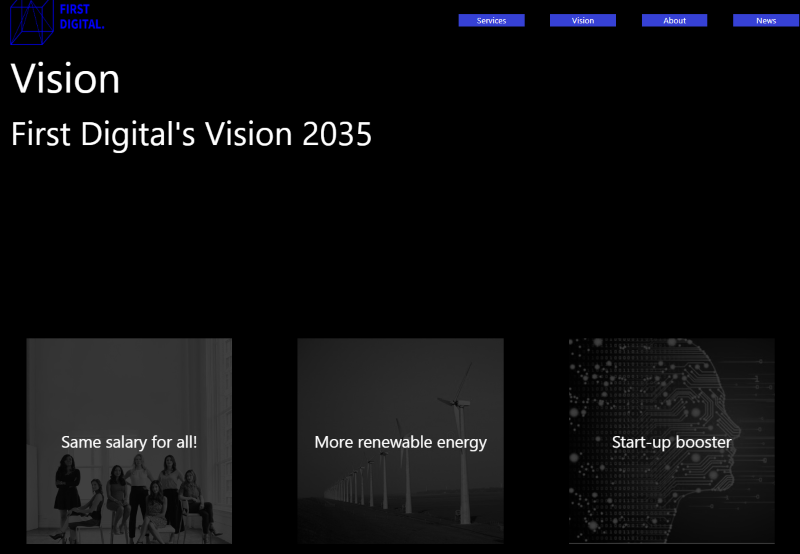 FIRST
DIGITAL.
Services
Vision
About
News
Vision
First Digital's Vision 2035
Same salary for all!
More renewable energy
Start-up booster